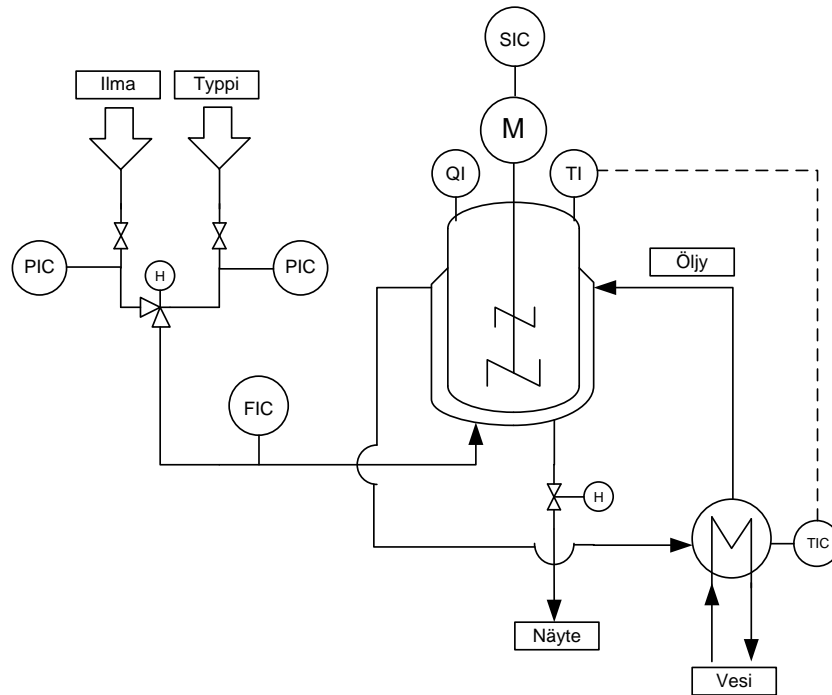 SIC
Ilma
Typpi
M
QI
TI
PIC
H
PIC
Öljy
FIC
H
TIC
Näyte
Vesi